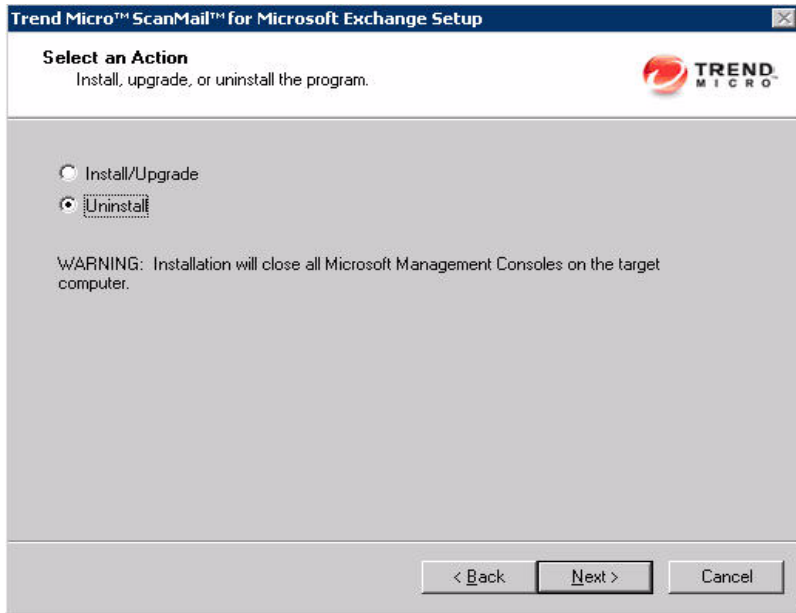 Trend Micro™ ScanMail™ for Microsoft Exchange Setup
Select an Action
Install, upgrade, or uninstall the program.
TREND
MICRO™
Install/Upgrade
Uninstall
WARNING:  Installation will close all Microsoft Management Consoles on the target
computer.
< Back
Next >
Cancel